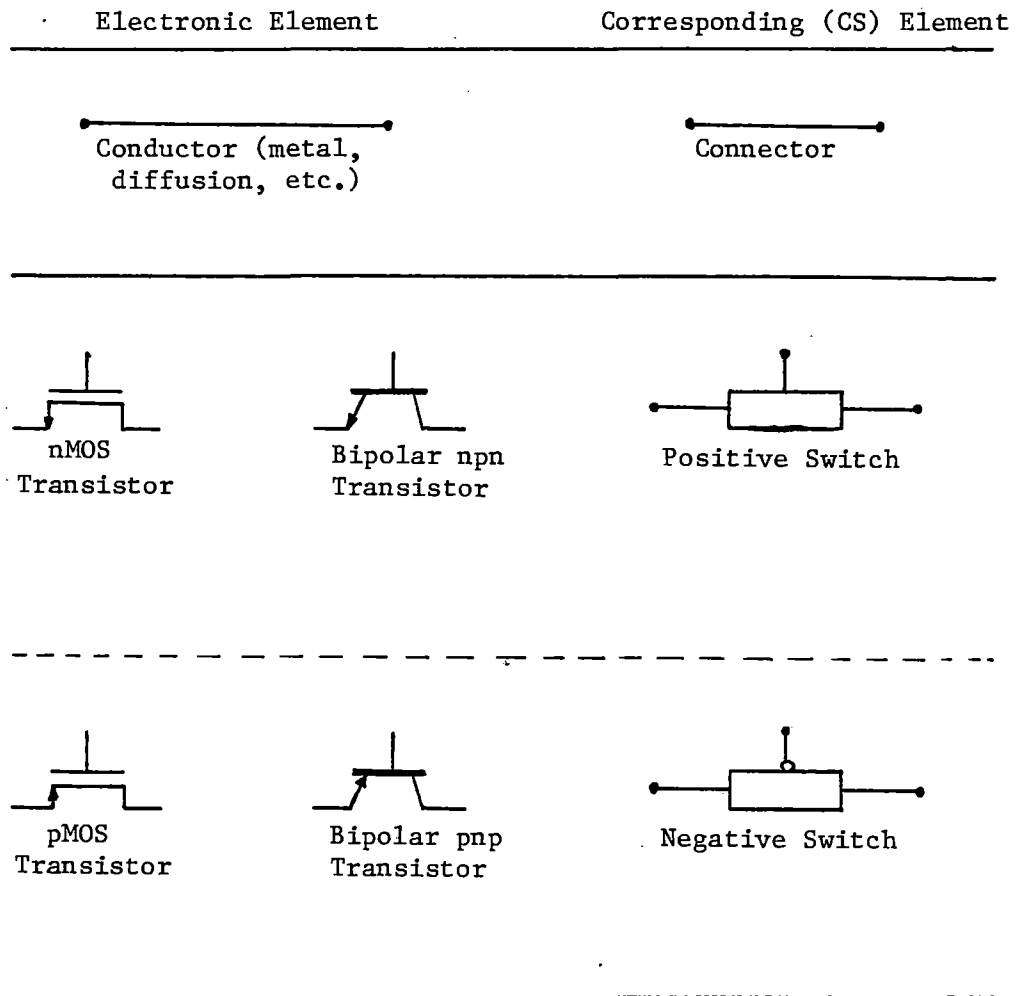 Electronic Element
Corresponding (CS) Element
Conductor (metal,
diffusion, etc.)
Connector
nMOS
Transistor
Bipolar npn
Transistor
Positive Switch
pMOS
Transistor
Bipolar pnp
Transistor
Negative Switch